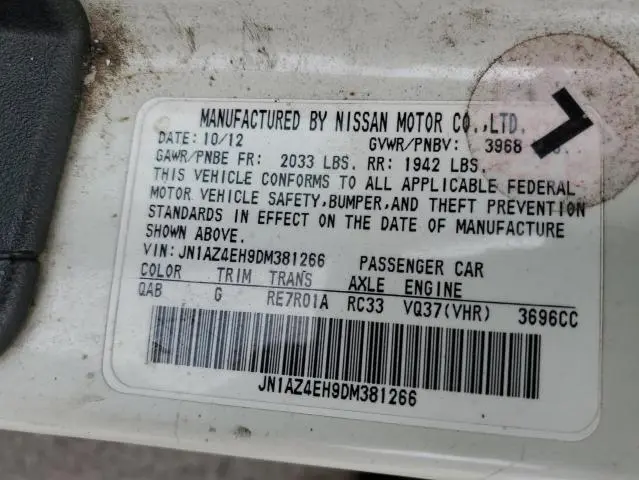 MANUFACTURED BY NISSAN MOTOR CO.,LTD.
DATE: 10/12 GVWR/PNBV: 3968
GAWR/PNBE FR: 2033 LBS. RR: 1942 LBS.
THIS VEHICLE CONFORMS TO ALL APPLICABLE FEDERAL
MOTOR VEHICLE SAFETY,BUMPER,AND THEFT PREVENTION
STANDARDS IN EFFECT ON THE DATE OF MANUFACTURE
SHOWN ABOVE.
VIN: JN1AZ4EH9DM381266 PASSENGER CAR
COLOR TRIM TRANS AXLE ENGINE
QAB G RE7R01A RC33 VQ37(VHR) 3696CC
JN1AZ4EH9DM381266